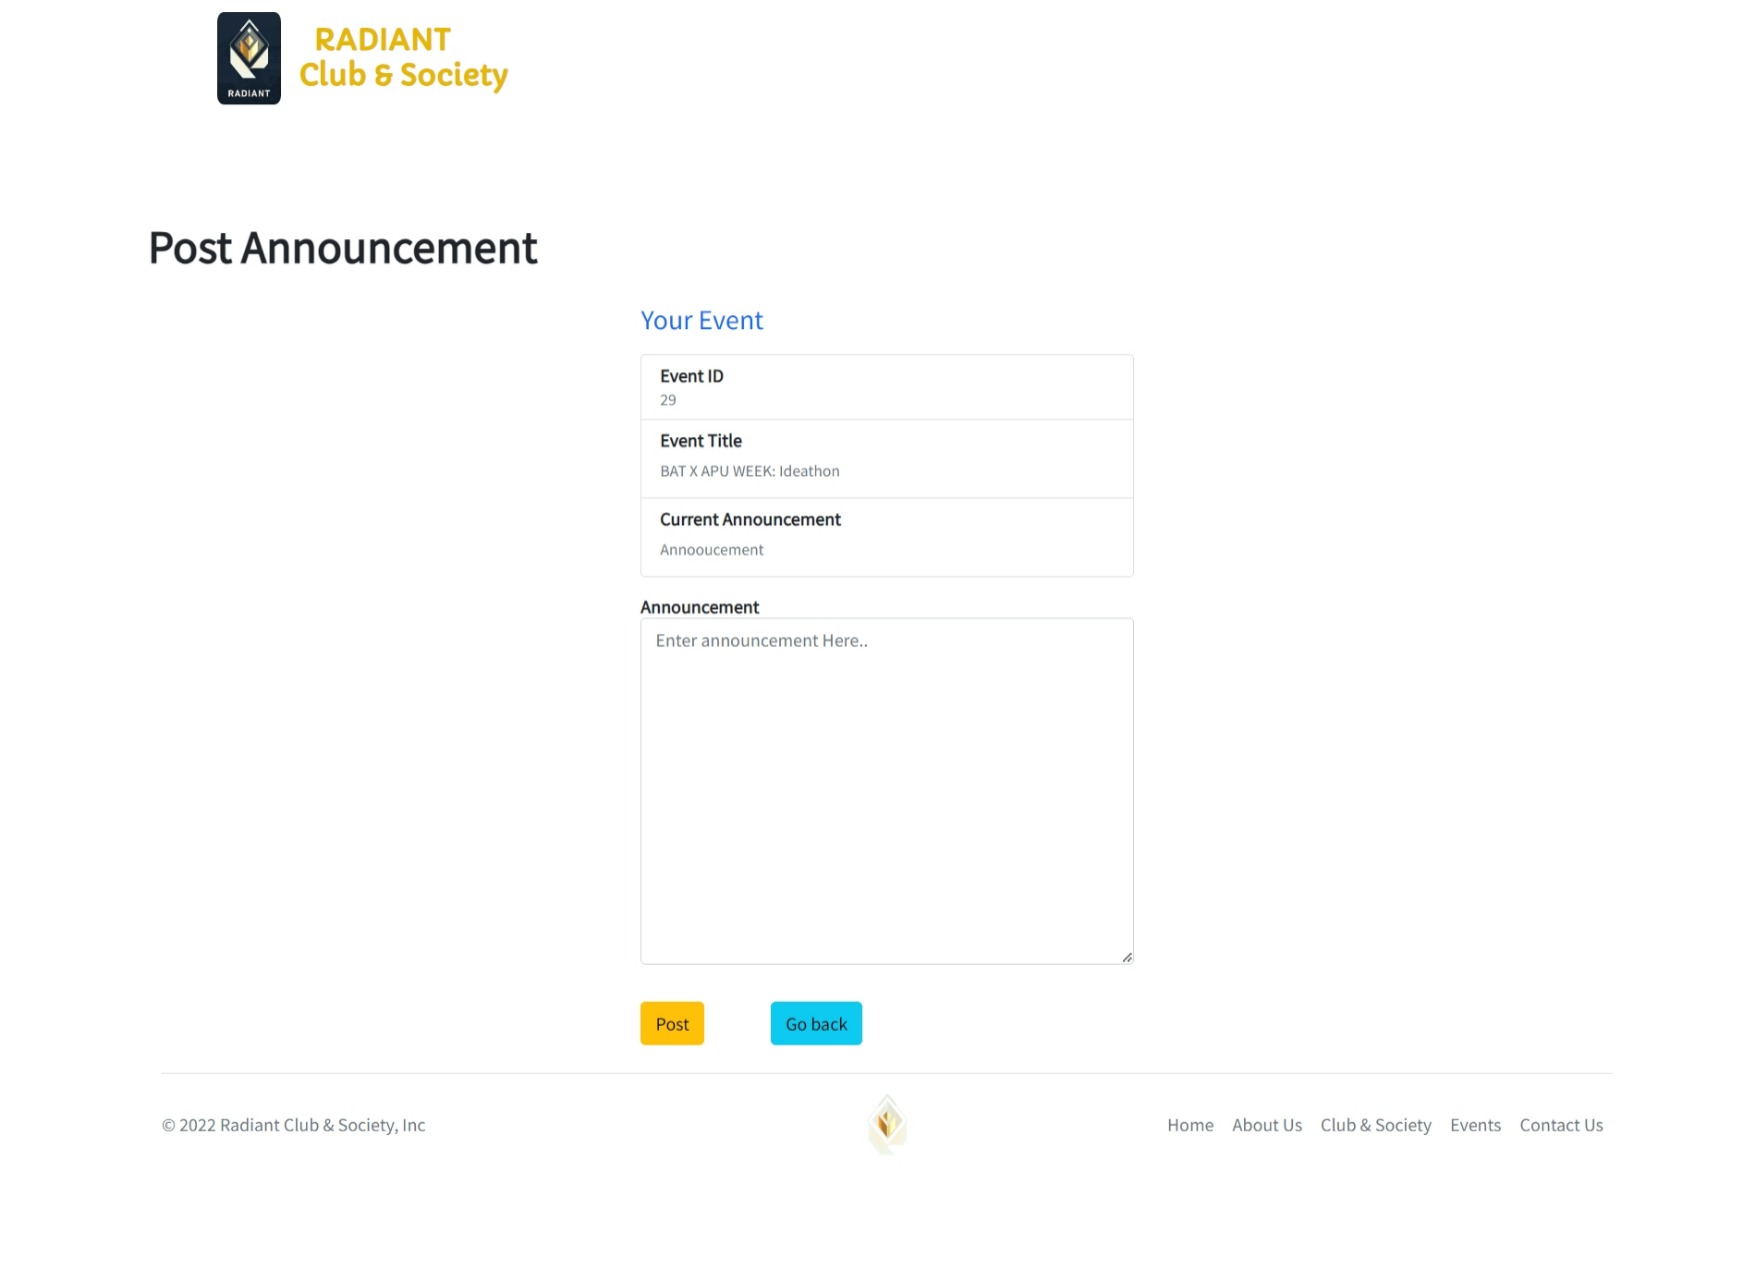 RADIANT
RADIANT
Club & Society
Post Announcement
Your Event
Event ID
29
Event Title
BAT X APU WEEK: Ideathon
Current Announcement
Annooucement
Announcement
Enter announcement Here..
Post
Go back
© 2022 Radiant Club & Society, Inc
Home
About Us
Club & Society
Events
Contact Us